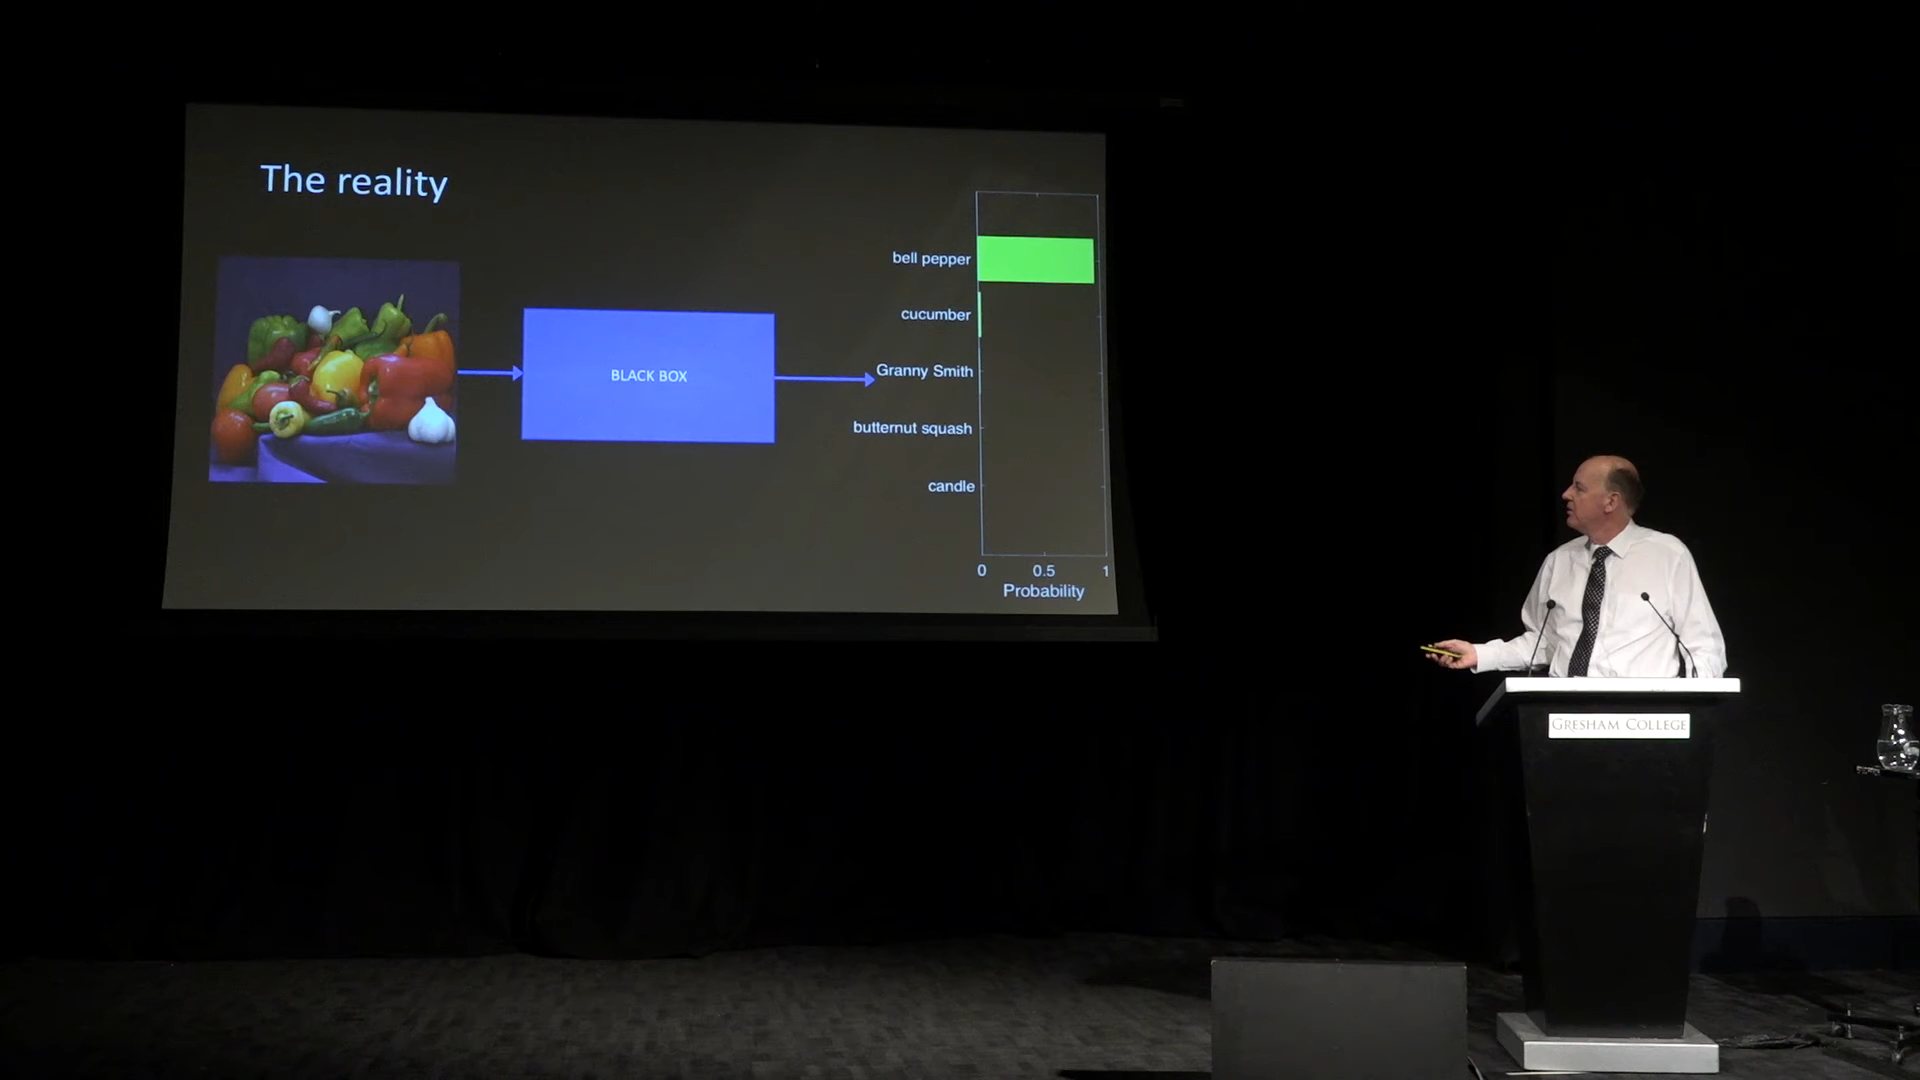 The reality
BLACK BOX
bell pepper
cucumber
Granny Smith
butternut squash
candle
0 0.5 1
Probability
GRESHAM COLLEGE